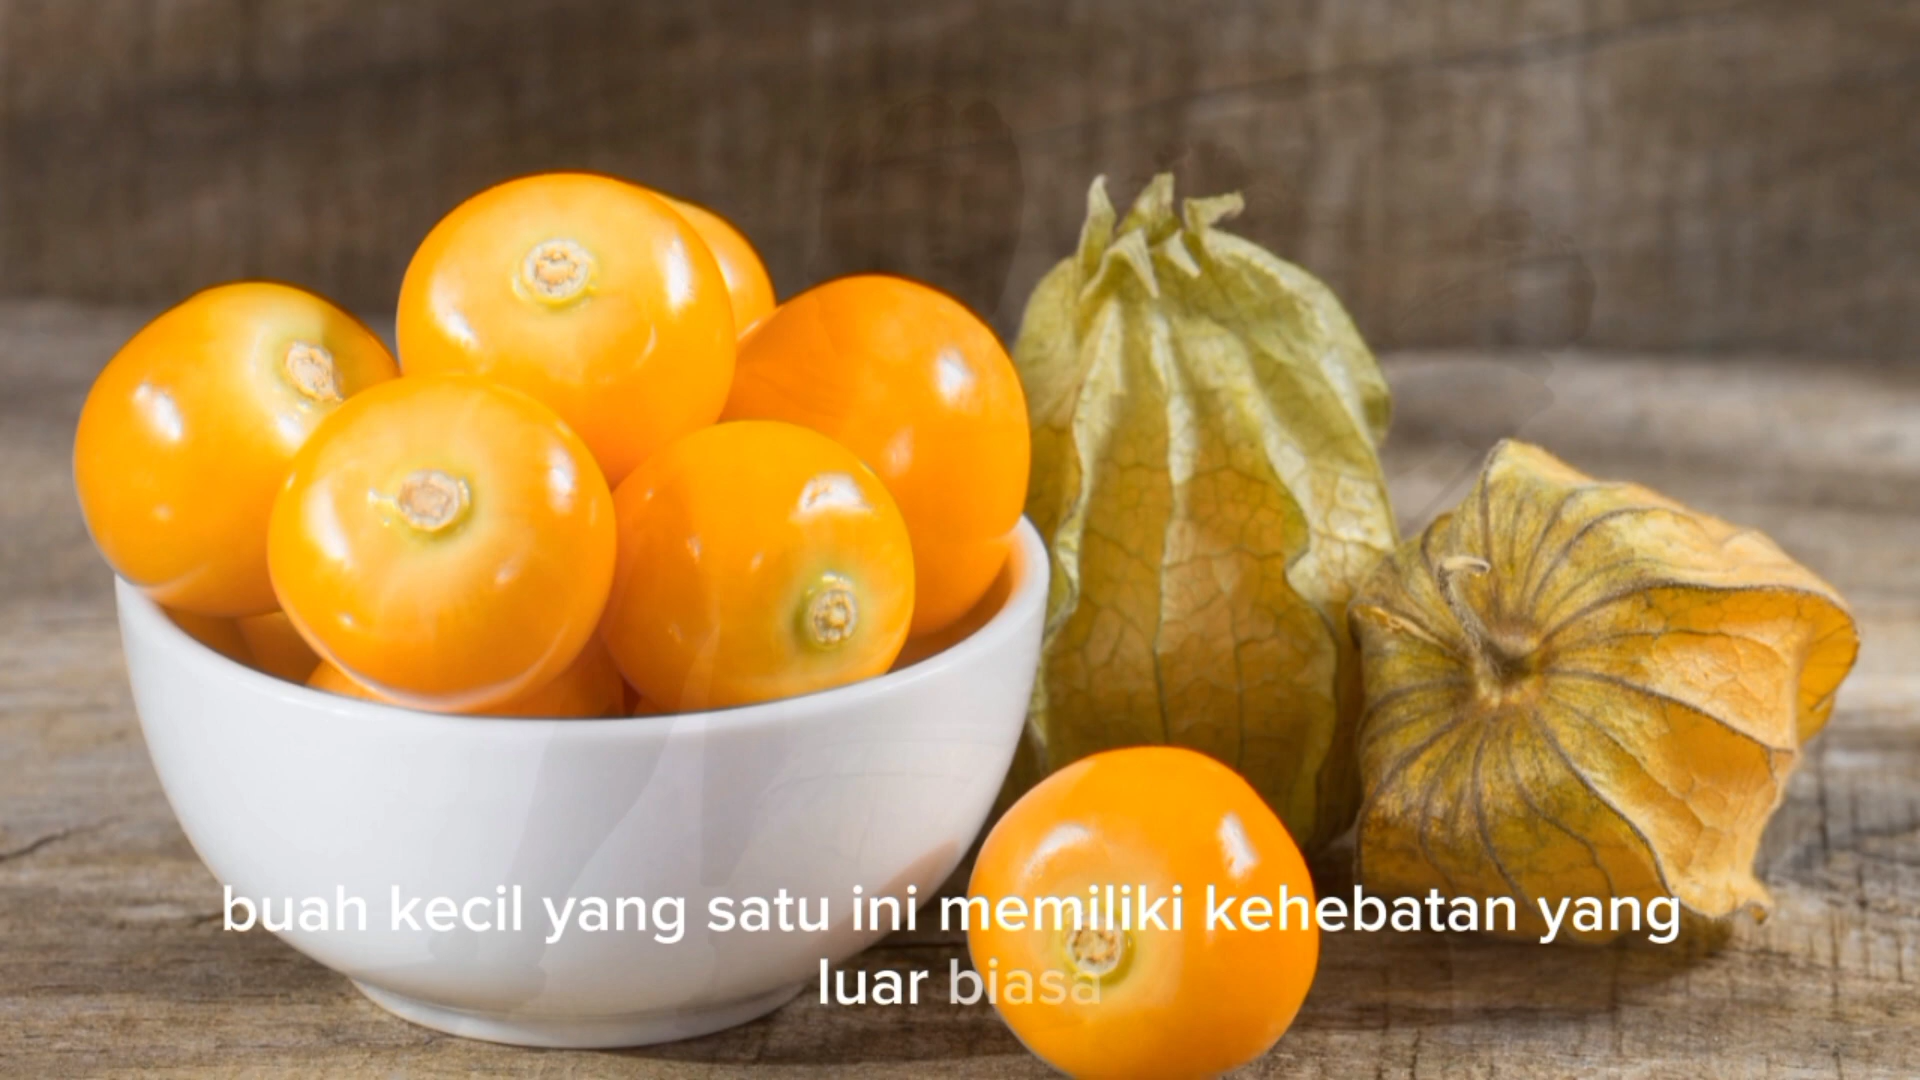 buah kecil yang satu ini memiliki kehebatan yang
luar biasa